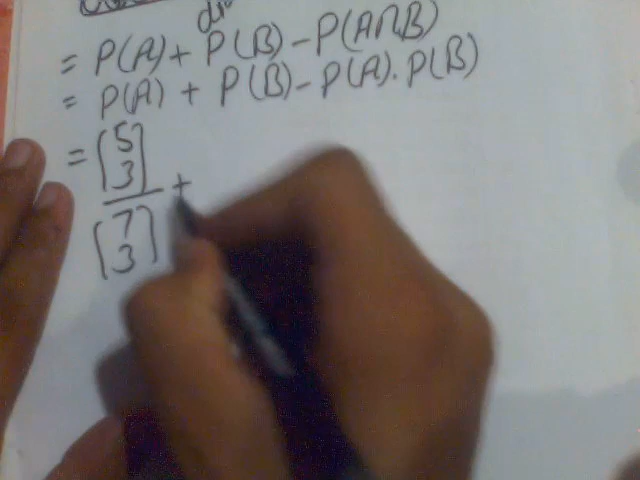 = P(A) + P(B) - P(A∩B)
= P(A) + P(B) - P(A). P(B)
= [5 3] / [7 3] +